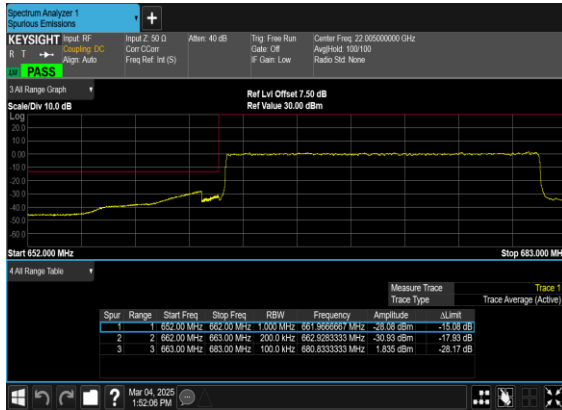 Spectrum Analyzer 1
Spurious Emissions
+
KEYSIGHT Input: RF Input Z: 50 Ω Atten: 40 dB Trig: Free Run Center Freq: 22.005000000 GHz
R T Coupling: DC Corr CCorr Gate: Off Avg|Hold: 100/100
Align: Auto Freq Ref: Int (S) IF Gain: Low Radio Std: None
PASS
3 All Range Graph
Ref Lvl Offset 7.50 dB
Scale/Div 10.0 dB Ref Value 30.00 dBm
Log
20.0
10.0
0.00
-10.0
-20.0
-30.0
-40.0
-50.0
-60.0
Start 652.000 MHz Stop 683.000 MH
4 All Range Table
Measure Trace Trace 1
Trace Type Trace Average (Active)
Spur Range Start Freq Stop Freq RBW Frequency Amplitude ΔLimit
1 1 652.00 MHz 662.00 MHz 1.000 MHz 661.9666667 MHz -28.08 dBm -15.08 dB
2 2 662.00 MHz 663.00 MHz 200.0 kHz 662.9283333 MHz -30.93 dBm -17.93 dB
3 3 663.00 MHz 683.00 MHz 100.0 kHz 680.8333333 MHz 1.835 dBm -28.17 dB
? Mar 04, 2025
1:52:06 PM